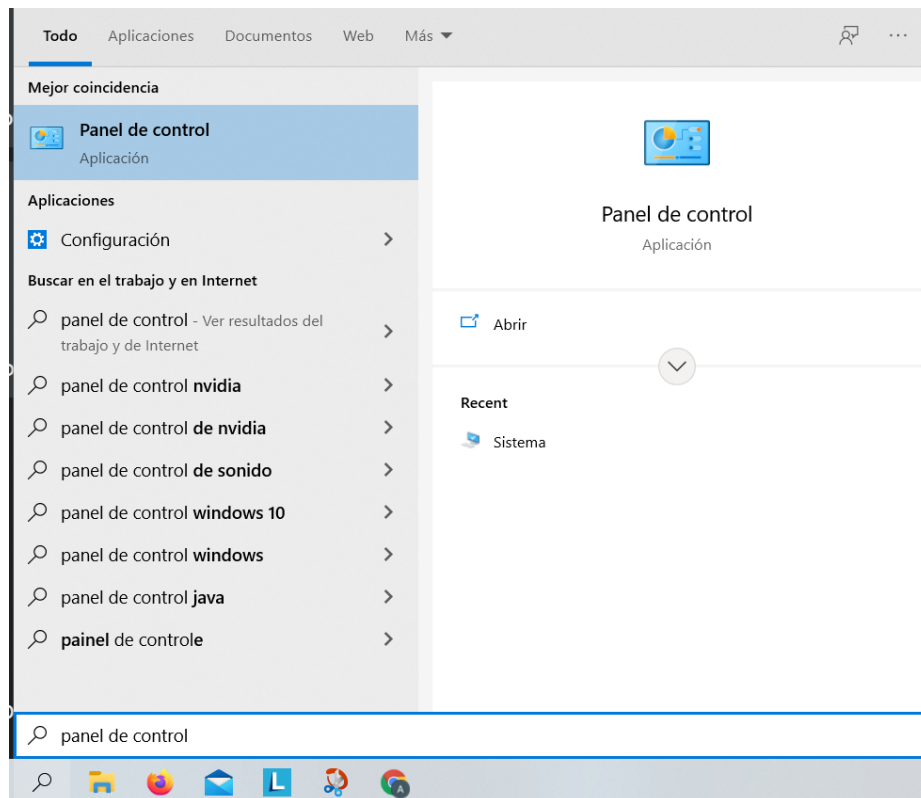 Todo Aplicaciones Documentos Web Más
Mejor coincidencia
Panel de control
Aplicación
Aplicaciones
Configuración
Buscar en el trabajo y en Internet
panel de control - Ver resultados del
trabajo y de Internet
panel de control nvidia
panel de control de nvidia
panel de control de sonido
panel de control windows 10
panel de control windows
panel de control java
painel de controle
Panel de control
Aplicación
Abrir
Recent
Sistema
panel de control
L
A